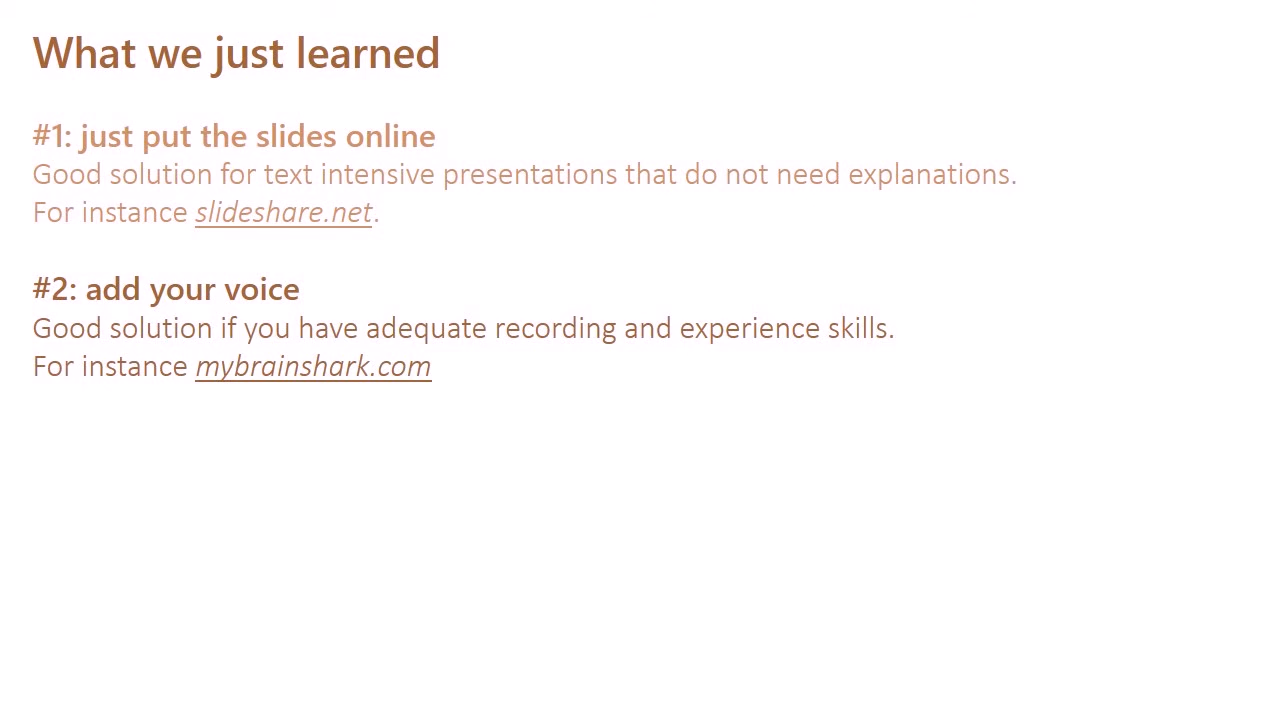 What we just learned
#1: just put the slides online
Good solution for text intensive presentations that do not need explanations.
For instance slideshare.net.
#2: add your voice
Good solution if you have adequate recording and experience skills.
For instance mybrainshark.com